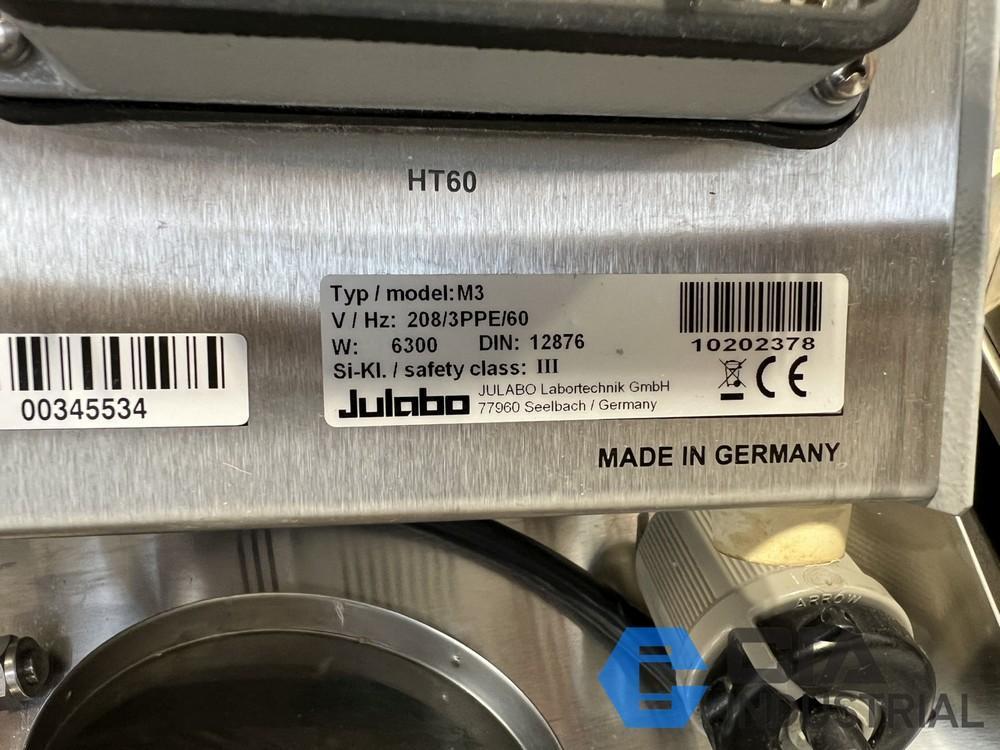 HT60
Typ / model:M3
V / Hz: 208/3PPE/60
W: 6300 DIN: 12876
Si-Kl. / safety class: III
Julabo
JULABO Labortechnik GmbH
77960 Seelbach / Germany
10202378
CE
00345534
MADE IN GERMANY
ARROW
INDUSTRIAL